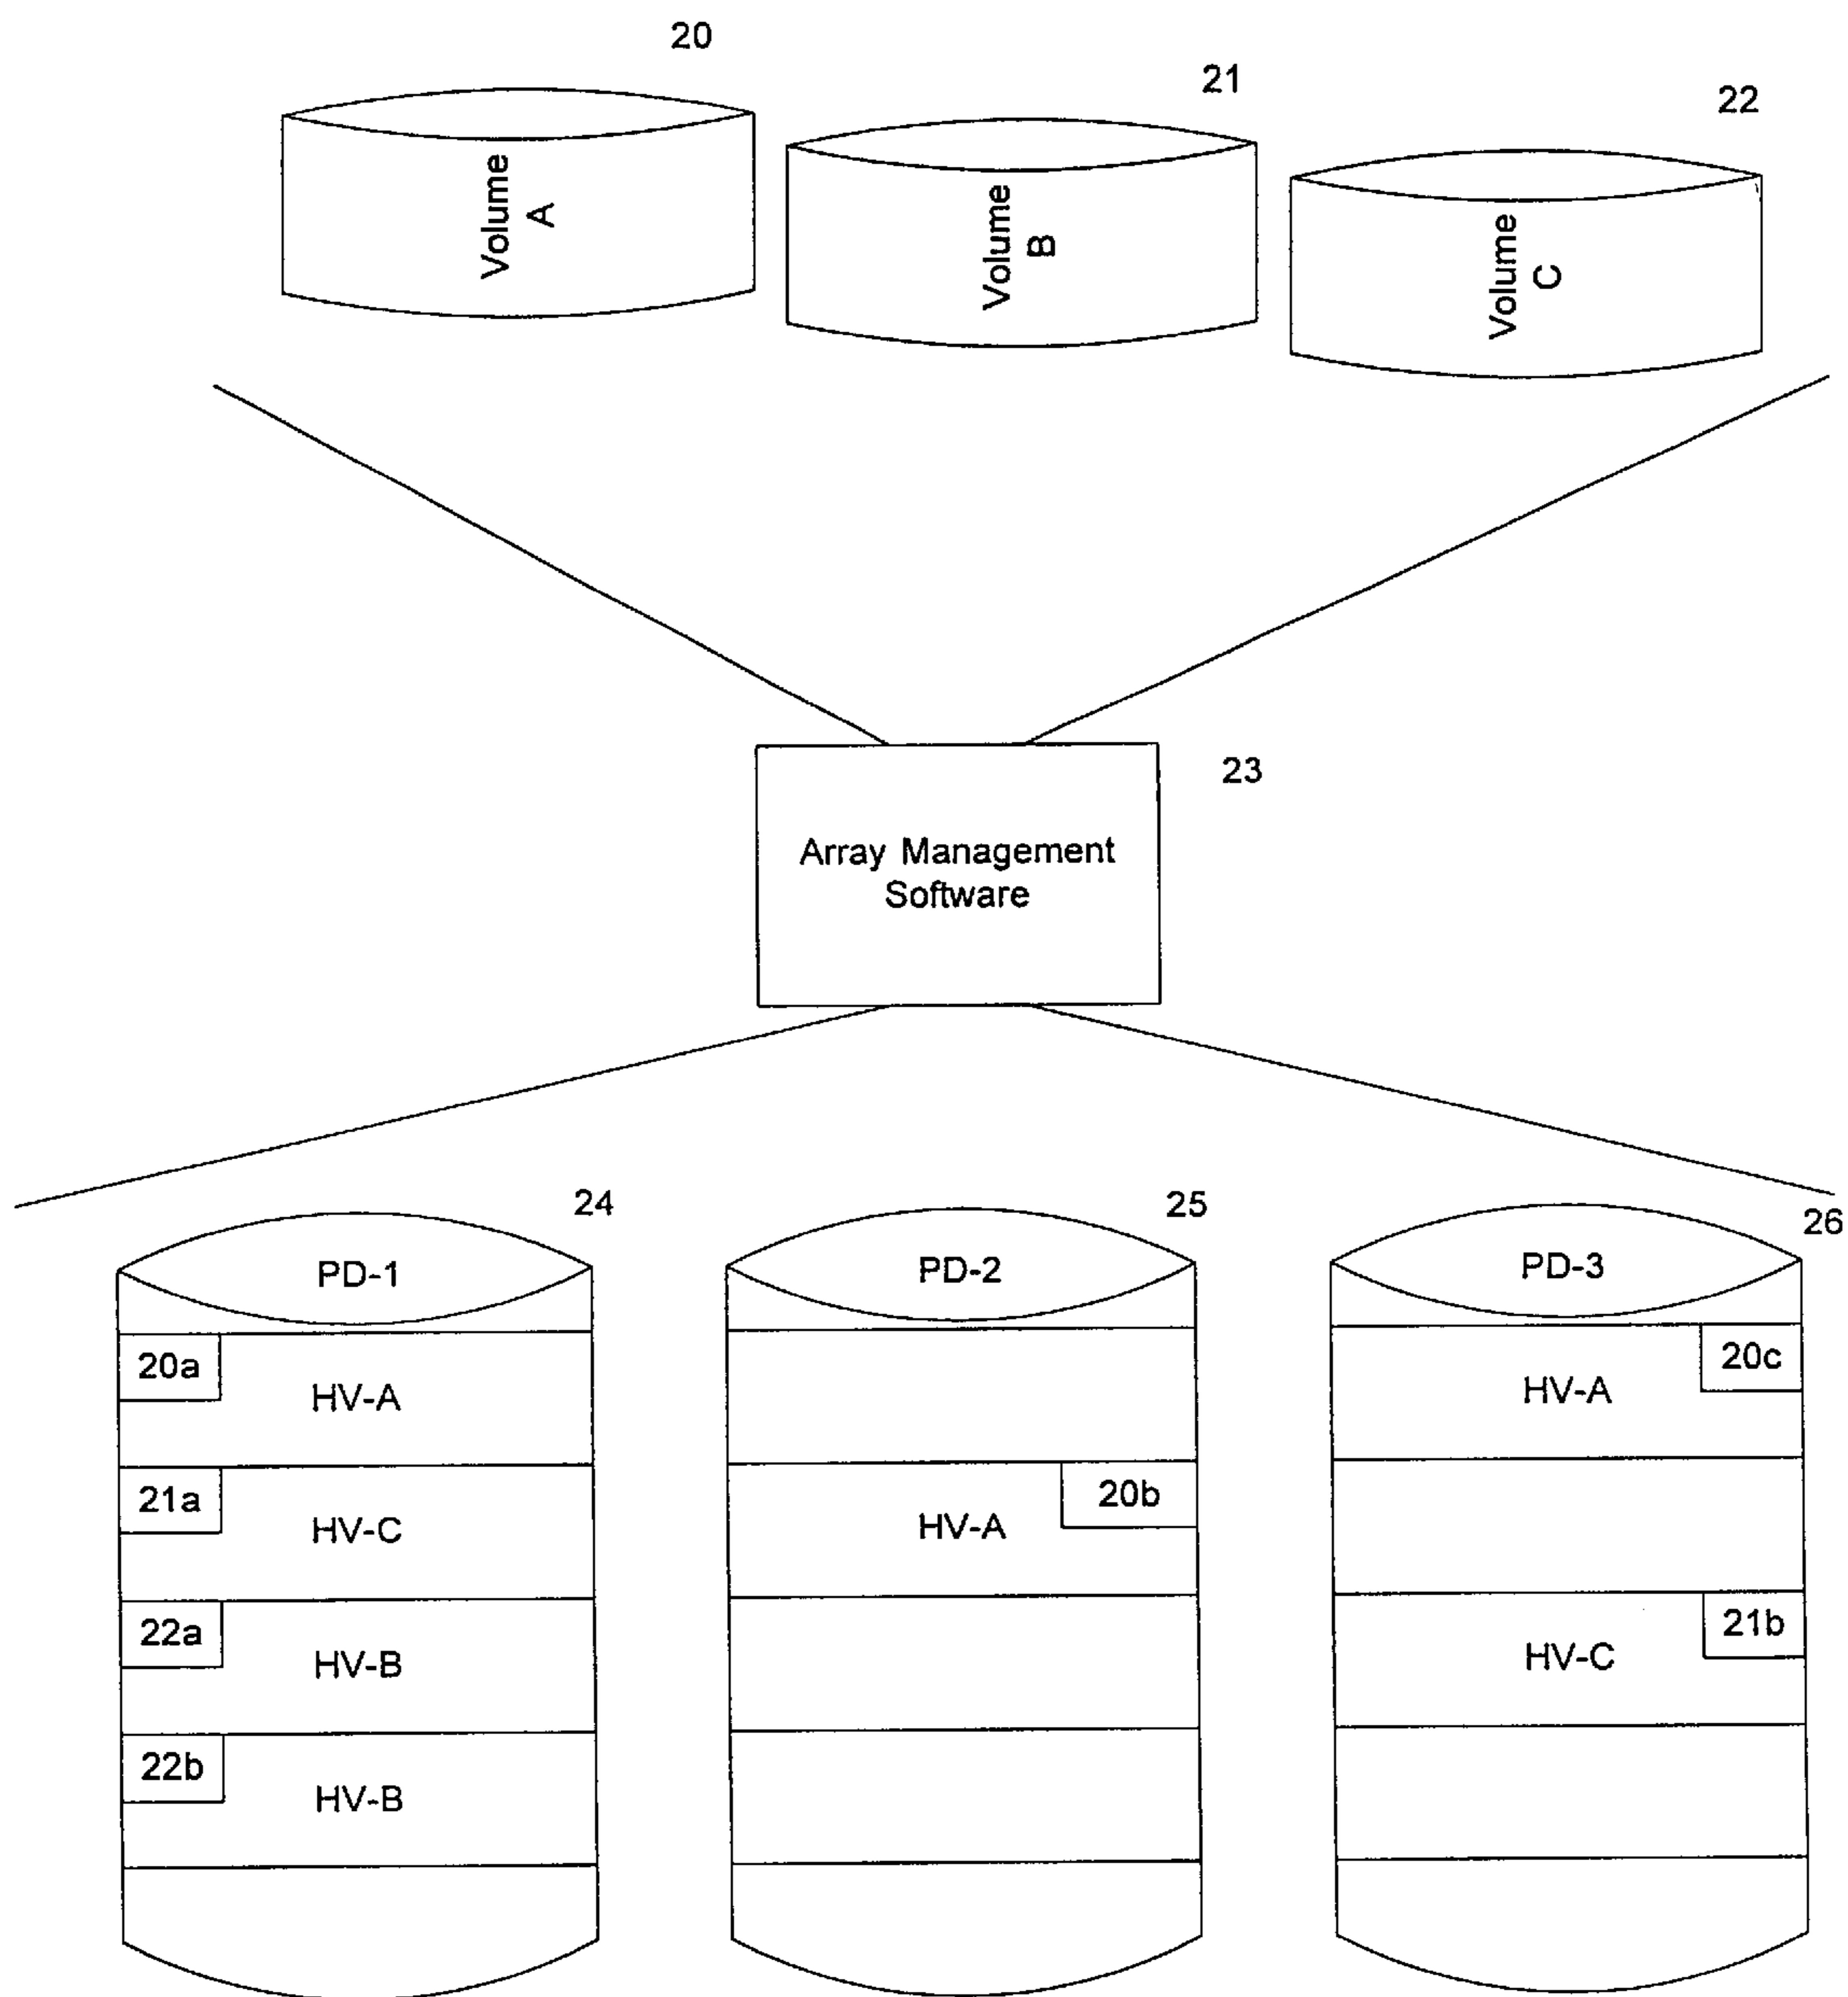 20
21
22
Volume
A
Volume
B
Volume
C
23
Array Management
Software
24
25
26
PD-1
PD-2
PD-3
20a
HV-A
20c
HV-A
21a
HV-C
20b
HV-A
22a
HV-B
21b
HV-C
22b
HV-B